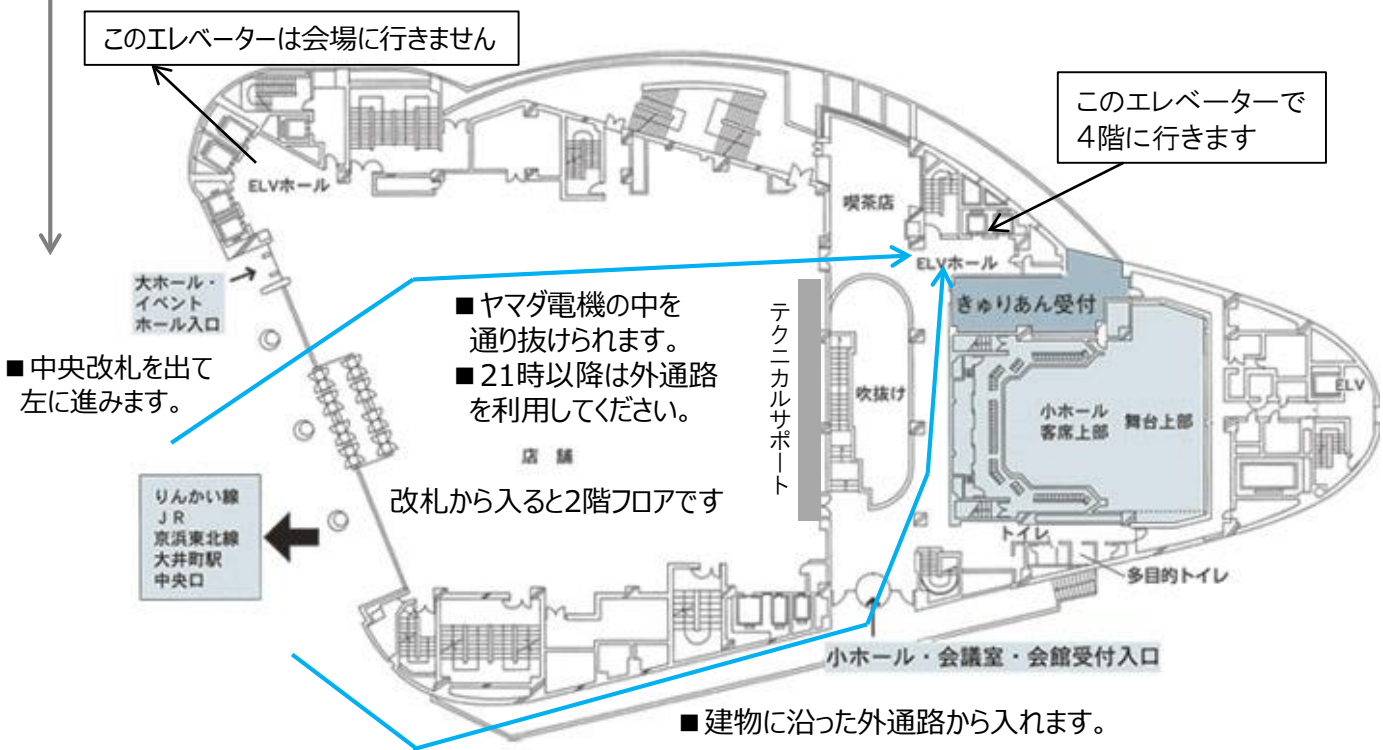 このエレベーターは会場に行きません
このエレベーターで
4階に行きます
ELVホール
喫茶店
ELVホール
大ホール・
イベント
ホール入口
きゅりあん受付
■ ヤマダ電機の中を
通り抜けられます。
■ 21時以降は外通路
を利用してください。
テクニカルサポート
■ 中央改札を出て
左に進みます。
吹抜け
小ホール
客席上部
舞台上部
ELV
店 舗
改札から入ると2階フロアです
りんかい線
JR
京浜東北線
大井町駅
中央口
トイレ
多目的トイレ
小ホール・会議室・会館受付入口
■ 建物に沿った外通路から入れます。